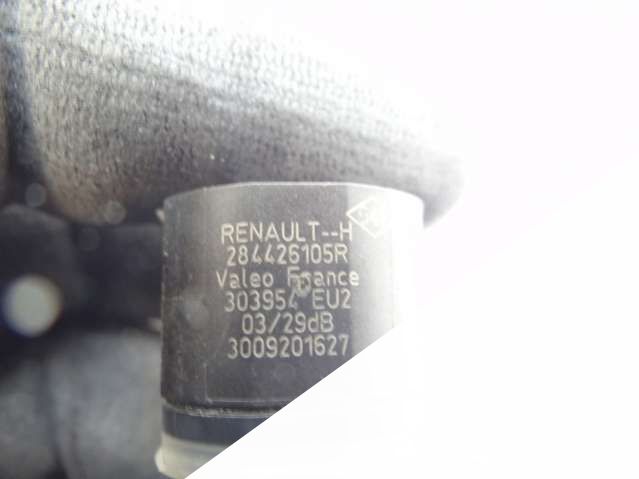 RENAULT--H
284426105R
Valeo France
303954 EU2
03/29dB
3009201627